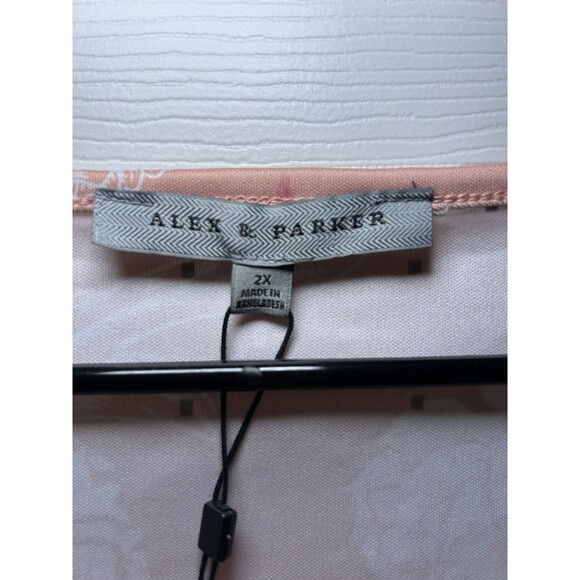 ALEX & PARKER
2X
MADE IN
BANGLADESH